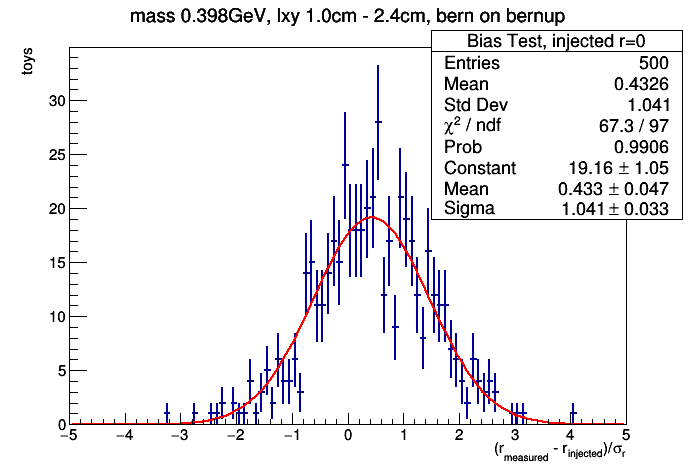 mass 0.398GeV, lxy 1.0cm - 2.4cm, bern on bernup
Bias Test, injected r=0
Entries 500
Mean 0.4326
Std Dev 1.041
χ² / ndf 67.3 / 97
Prob 0.9906
Constant 19.16 ± 1.05
Mean 0.433 ± 0.047
Sigma 1.041 ± 0.033
toys
30
25
20
15
10
5
0
−5 −4 −3 −2 −1 0 1 2 3 4 5
(r_measured - r_injected)/σ_r